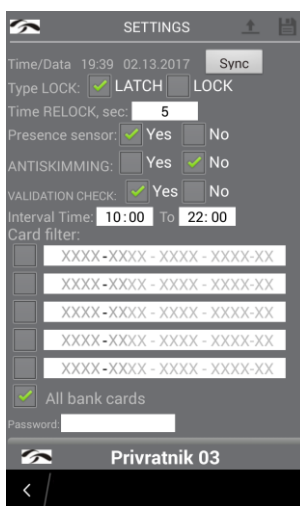 SETTINGS
Time/Data 19:39 02.13.2017 Sync
Type LOCK: LATCH LOCK
Time RELOCK, sec: 5
Presence sensor: Yes No
ANTISKIMMING: Yes No
VALIDATION CHECK: Yes No
Interval Time: 10:00 To 22:00
Card filter:
XXXX-XXXX - XXXX - XXXX-XX
XXXX-XXXX - XXXX - XXXX-XX
XXXX-XXXX - XXXX - XXXX-XX
XXXX-XXXX - XXXX - XXXX-XX
XXXX-XXXX - XXXX - XXXX-XX
All bank cards
Password:
Privratnik 03